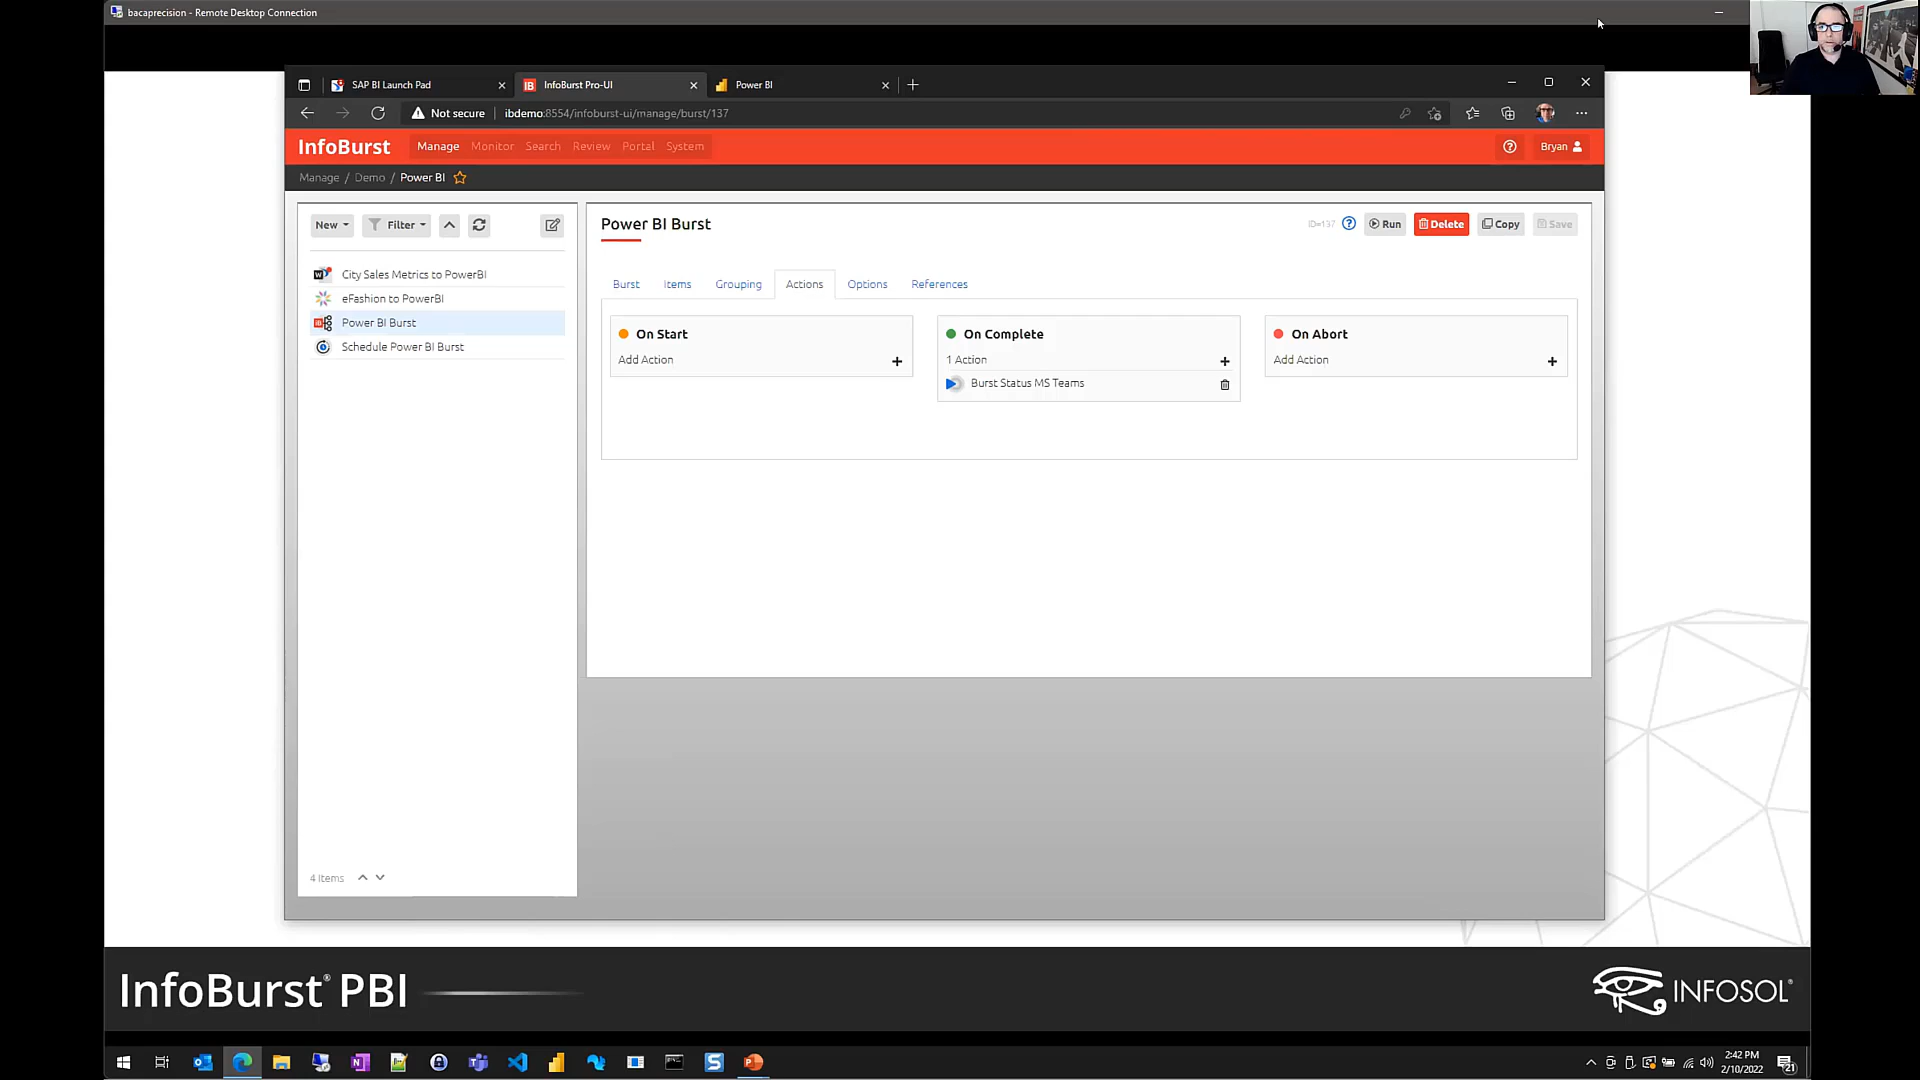 bacaprecision - Remote Desktop Connection
SAP BI Launch Pad
InfoBurst Pro-UI
Power BI
Not secure
ibdemo:8554/infoburst-ui/manage/burst/137
InfoBurst
Manage
Monitor
Search
Review
Portal
System
Bryan
Manage / Demo / Power BI
New
Filter
City Sales Metrics to PowerBI
eFashion to PowerBI
Power BI Burst
Schedule Power BI Burst
4 Items
Power BI Burst
ID=137
Run
Delete
Copy
Save
Burst
Items
Grouping
Actions
Options
References
On Start
Add Action
On Complete
1 Action
Burst Status MS Teams
On Abort
Add Action
InfoBurst® PBI
INFOSOL®
2:42 PM
2/10/2022
21